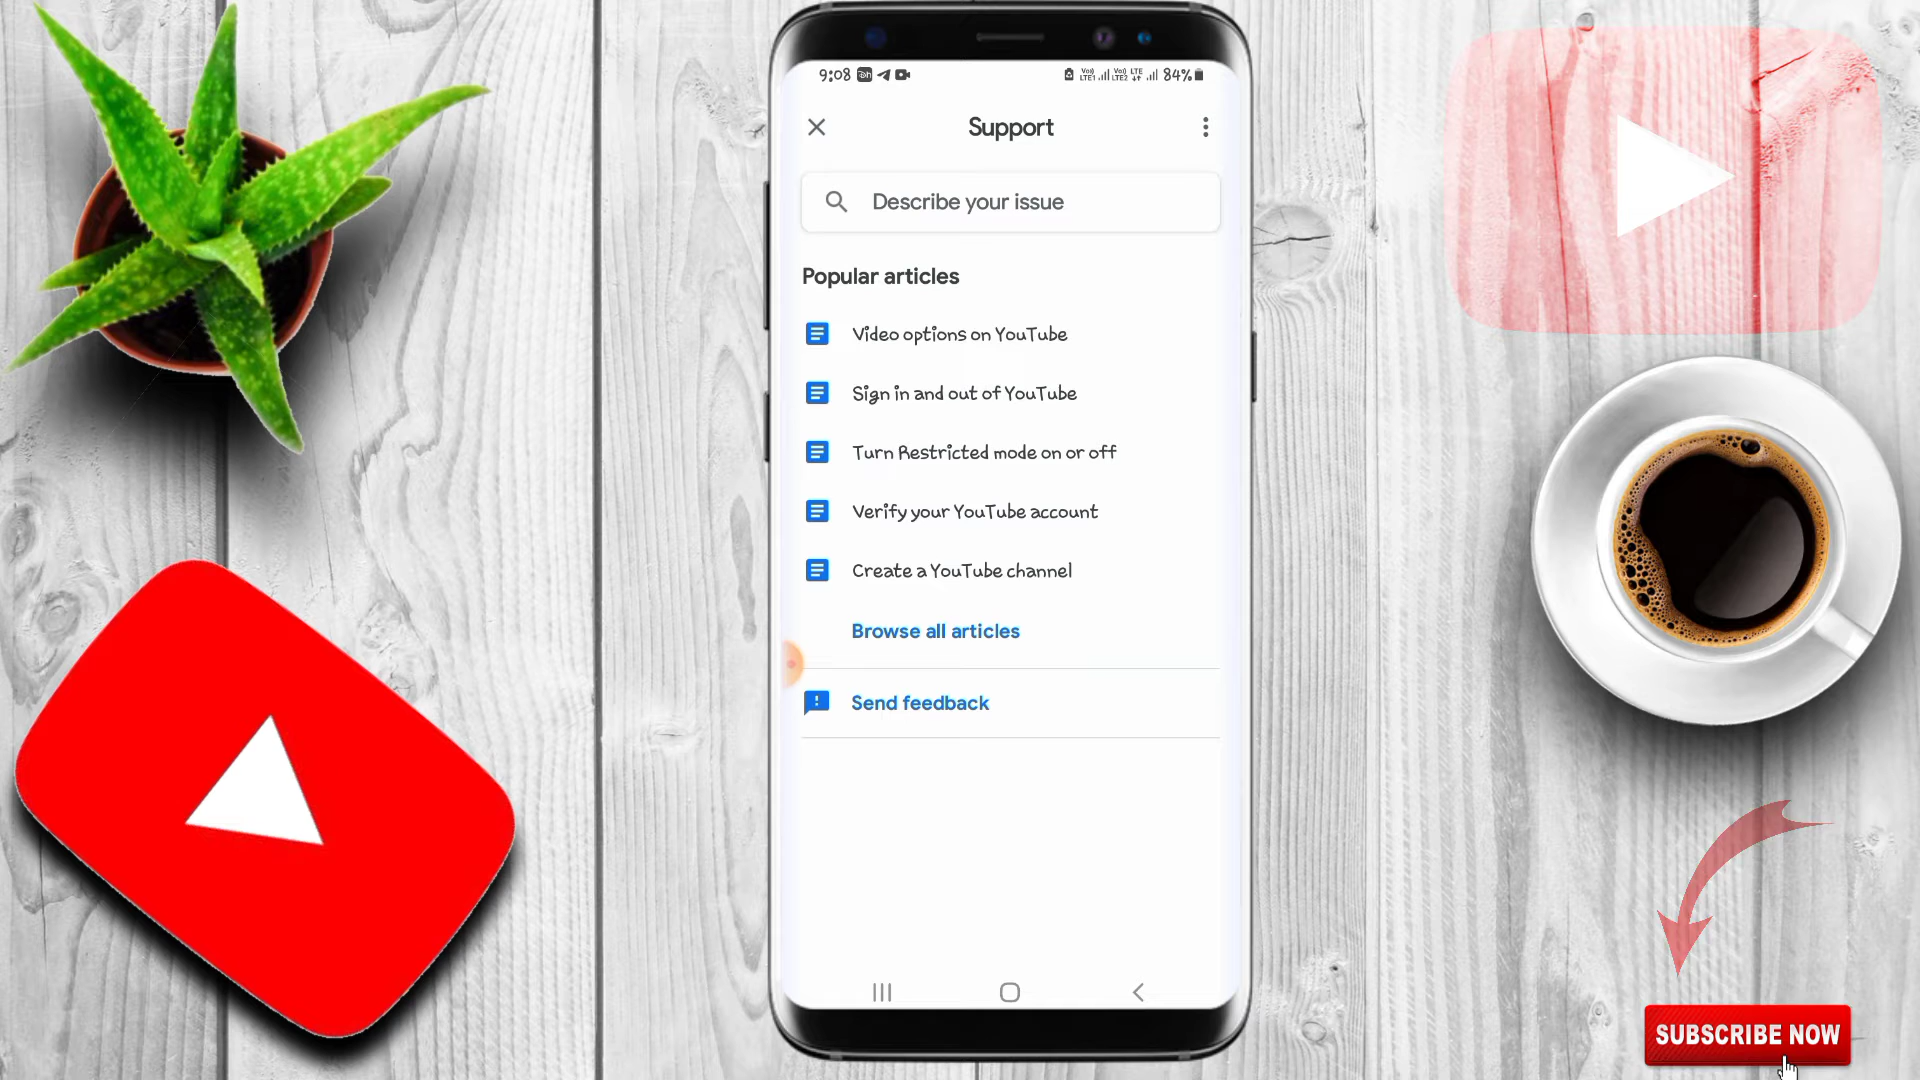 9:08
84%
Support
Describe your issue
Popular articles
Video options on YouTube
Sign in and out of YouTube
Turn Restricted mode on or off
Verify your YouTube account
Create a YouTube channel
Browse all articles
Send feedback
SUBSCRIBE NOW